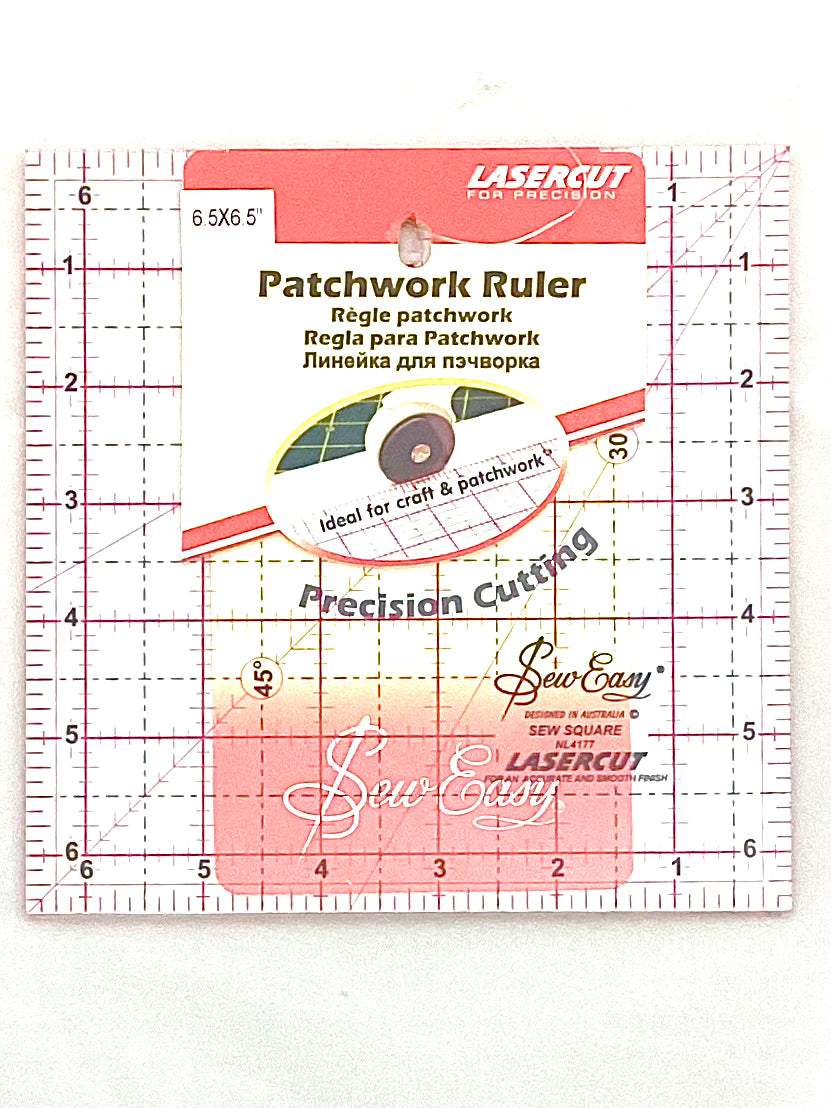 6
1
LASERCUT
FOR PRECISION
6.5X6.5"
1
1
Patchwork Ruler
Règle patchwork
Regla para Patchwork
Линейка для пэчворка
2
2
30
Ideal for craft & patchwork
3
3
Precision Cutting
4
4
45°
Sew Easy®
DESIGNED IN AUSTRALIA ©
SEW SQUARE
NL4177
LASERCUT
FOR AN ACCURATE AND SMOOTH FINISH
5
5
Sew Easy®
6
6
6 5 4 3 2 1